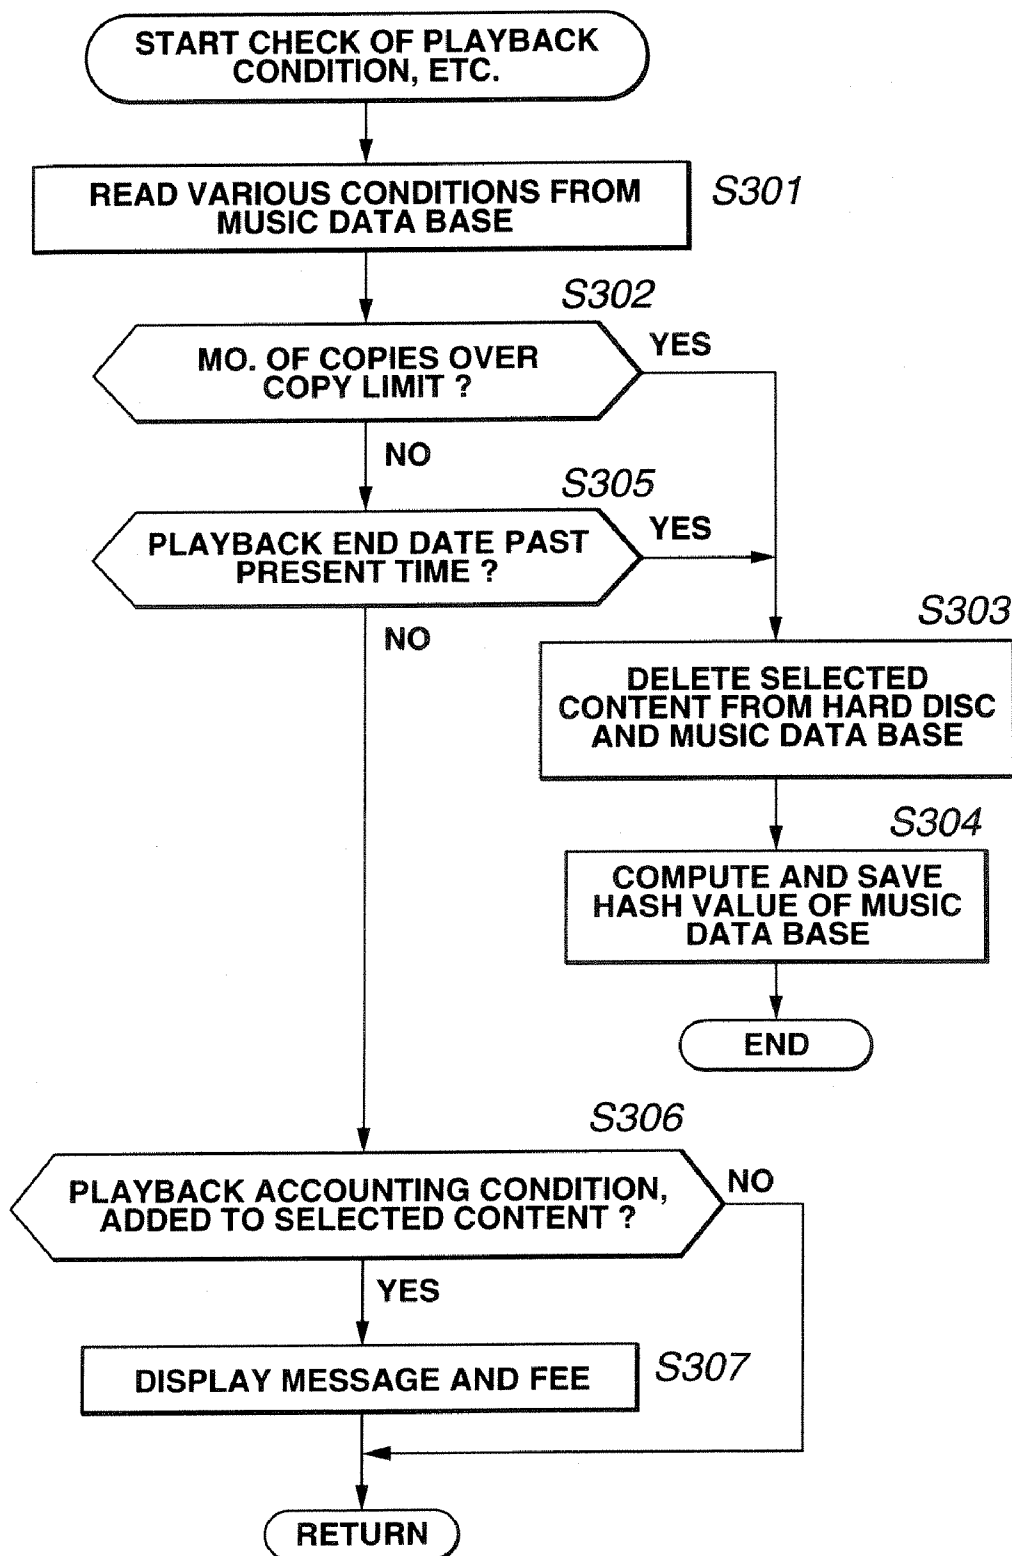 START CHECK OF PLAYBACK
CONDITION, ETC.
READ VARIOUS CONDITIONS FROM
MUSIC DATA BASE
S301
S302
MO. OF COPIES OVER
COPY LIMIT ?
YES
NO
S305
PLAYBACK END DATE PAST
PRESENT TIME ?
YES
NO
S303
DELETE SELECTED
CONTENT FROM HARD DISC
AND MUSIC DATA BASE
S304
COMPUTE AND SAVE
HASH VALUE OF MUSIC
DATA BASE
END
S306
PLAYBACK ACCOUNTING CONDITION,
ADDED TO SELECTED CONTENT ?
NO
YES
DISPLAY MESSAGE AND FEE
S307
RETURN